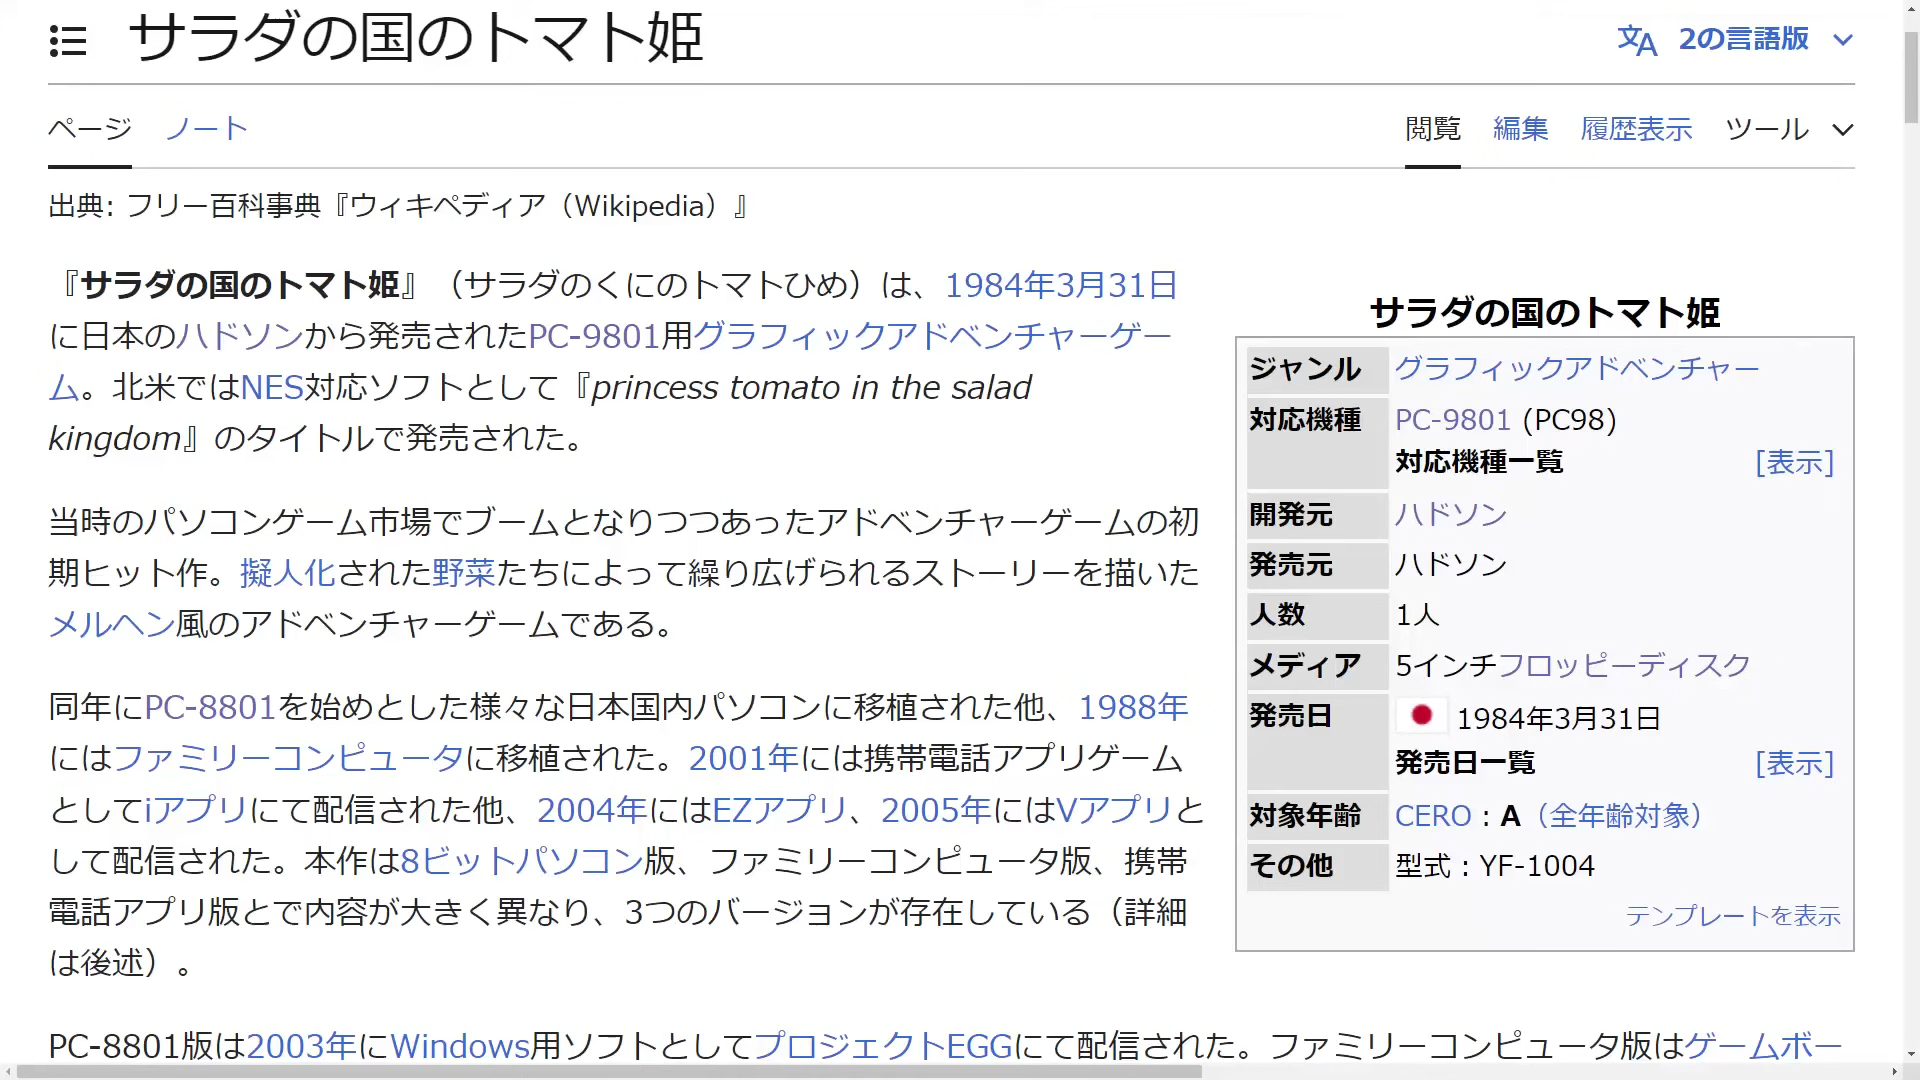 サラダの国のトマト姫
2の言語版
ページ ノート
閲覧 編集 履歴表示 ツール
出典: フリー百科事典『ウィキペディア（Wikipedia）』
『サラダの国のトマト姫』（サラダのくにのトマトひめ）は、1984年3月31日
に日本のハドソンから発売されたPC-9801用グラフィックアドベンチャーゲー
ム。北米ではNES対応ソフトとして『princess tomato in the salad
kingdom』のタイトルで発売された。
当時のパソコンゲーム市場でブームとなりつつあったアドベンチャーゲームの初
期ヒット作。擬人化された野菜たちによって繰り広げられるストーリーを描いた
メルヘン風のアドベンチャーゲームである。
同年にPC-8801を始めとした様々な日本国内パソコンに移植された他、1988年
にはファミリーコンピュータに移植された。2001年には携帯電話アプリゲーム
としてiアプリにて配信された他、2004年にはEZアプリ、2005年にはVアプリと
して配信された。本作は8ビットパソコン版、ファミリーコンピュータ版、携帯
電話アプリ版とで内容が大きく異なり、3つのバージョンが存在している（詳細
は後述）。
PC-8801版は2003年にWindows用ソフトとしてプロジェクトEGGにて配信された。ファミリーコンピュータ版はゲームボー
サラダの国のトマト姫
ジャンル グラフィックアドベンチャー
対応機種 PC-9801 (PC98)
対応機種一覧 [表示]
開発元 ハドソン
発売元 ハドソン
人数 1人
メディア 5インチフロッピーディスク
発売日 1984年3月31日
発売日一覧 [表示]
対象年齢 CERO：A（全年齢対象）
その他 型式：YF-1004
テンプレートを表示